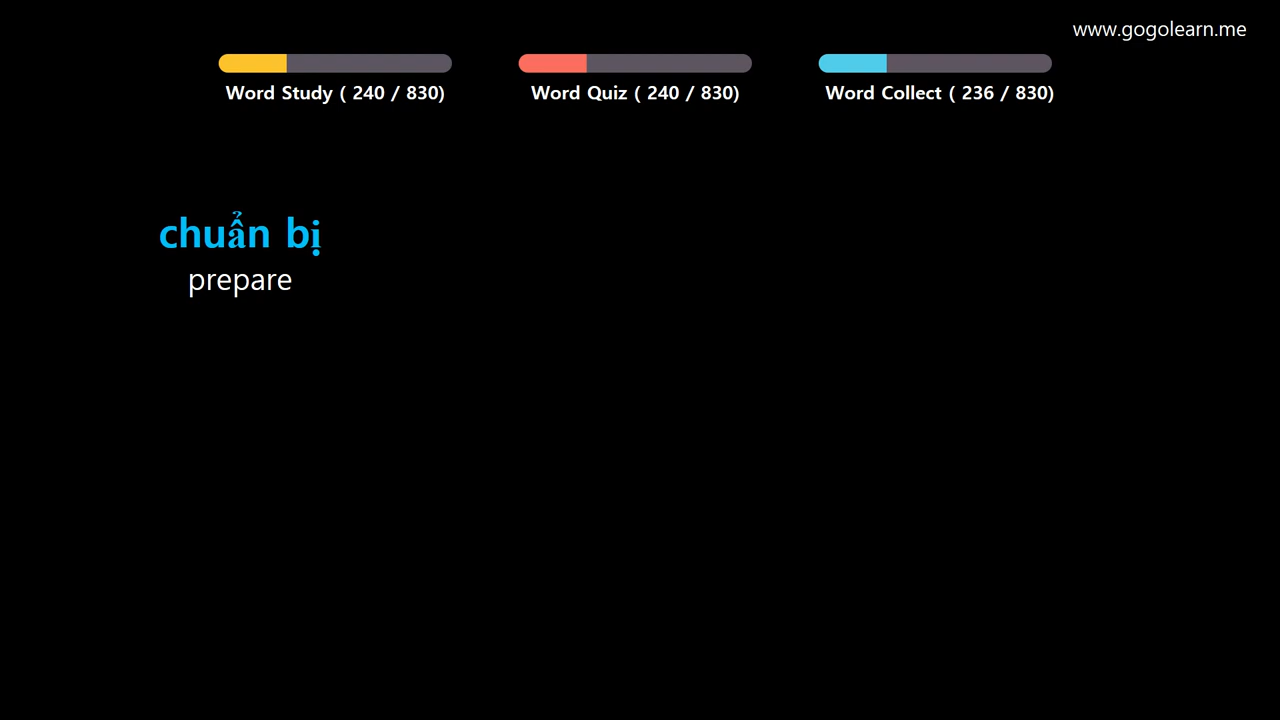 www.gogolearn.me
Word Study ( 240 / 830)
Word Quiz ( 240 / 830)
Word Collect ( 236 / 830)
chuẩn bị
prepare